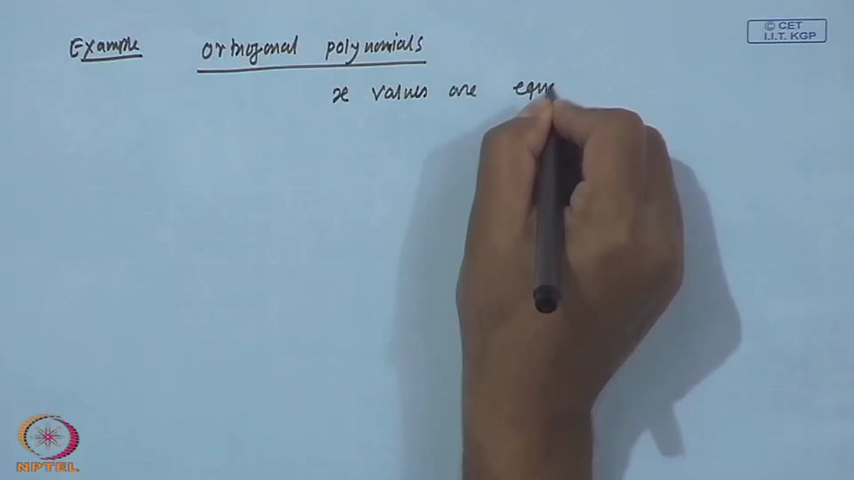 Example Orthogonal polynomials
© CET
I.I.T. KGP
x values are equ
NPTEL